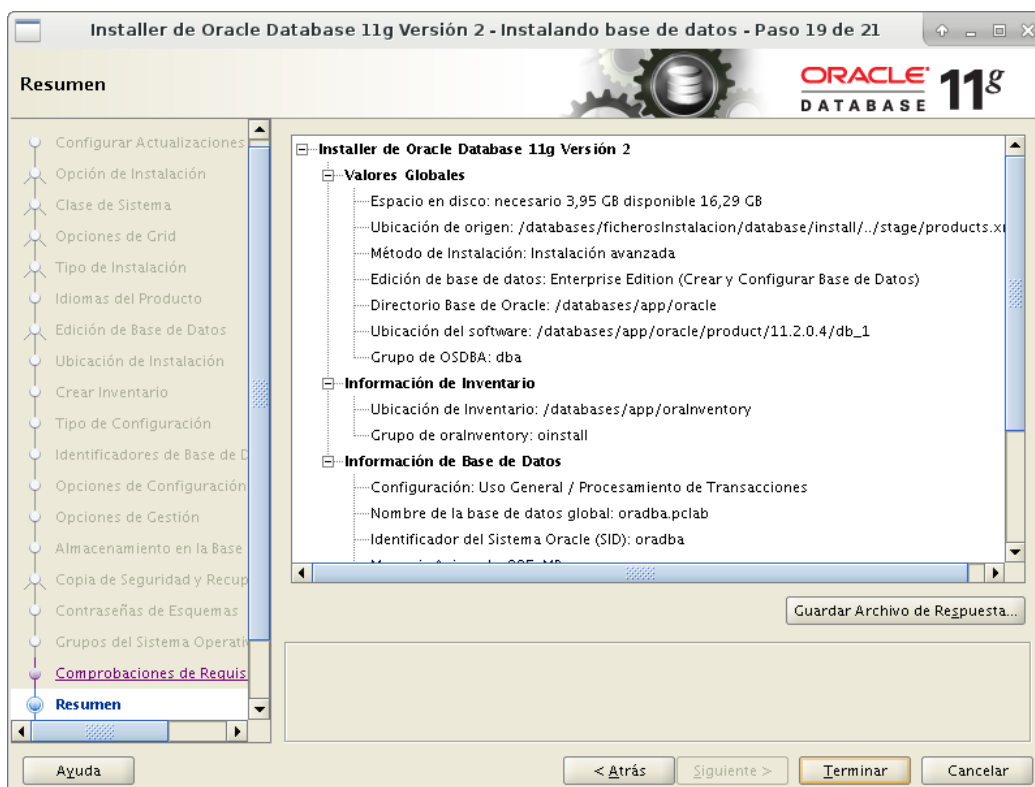 Installer de Oracle Database 11g Versión 2 - Instalando base de datos - Paso 19 de 21
Resumen
ORACLE
DATABASE
11g
Configurar Actualizaciones
Opción de Instalación
Clase de Sistema
Opciones de Grid
Tipo de Instalación
Idiomas del Producto
Edición de Base de Datos
Ubicación de Instalación
Crear Inventario
Tipo de Configuración
Identificadores de Base de D
Opciones de Configuración
Opciones de Gestión
Almacenamiento en la Base
Copia de Seguridad y Recup
Contraseñas de Esquemas
Grupos del Sistema Operativ
Comprobaciones de Requis
Resumen
Installer de Oracle Database 11g Versión 2
Valores Globales
Espacio en disco: necesario 3,95 GB disponible 16,29 GB
Ubicación de origen: /databases/ficherosInstalacion/database/install/../stage/products.x
Método de Instalación: Instalación avanzada
Edición de base de datos: Enterprise Edition (Crear y Configurar Base de Datos)
Directorio Base de Oracle: /databases/app/oracle
Ubicación del software: /databases/app/oracle/product/11.2.0.4/db_1
Grupo de OSDBA: dba
Información de Inventario
Ubicación de Inventario: /databases/app/oraInventory
Grupo de oraInventory: oinstall
Información de Base de Datos
Configuración: Uso General / Procesamiento de Transacciones
Nombre de la base de datos global: oradba.pclab
Identificador del Sistema Oracle (SID): oradba
Guardar Archivo de Respuesta...
Ayuda
< Atrás
Siguiente >
Terminar
Cancelar